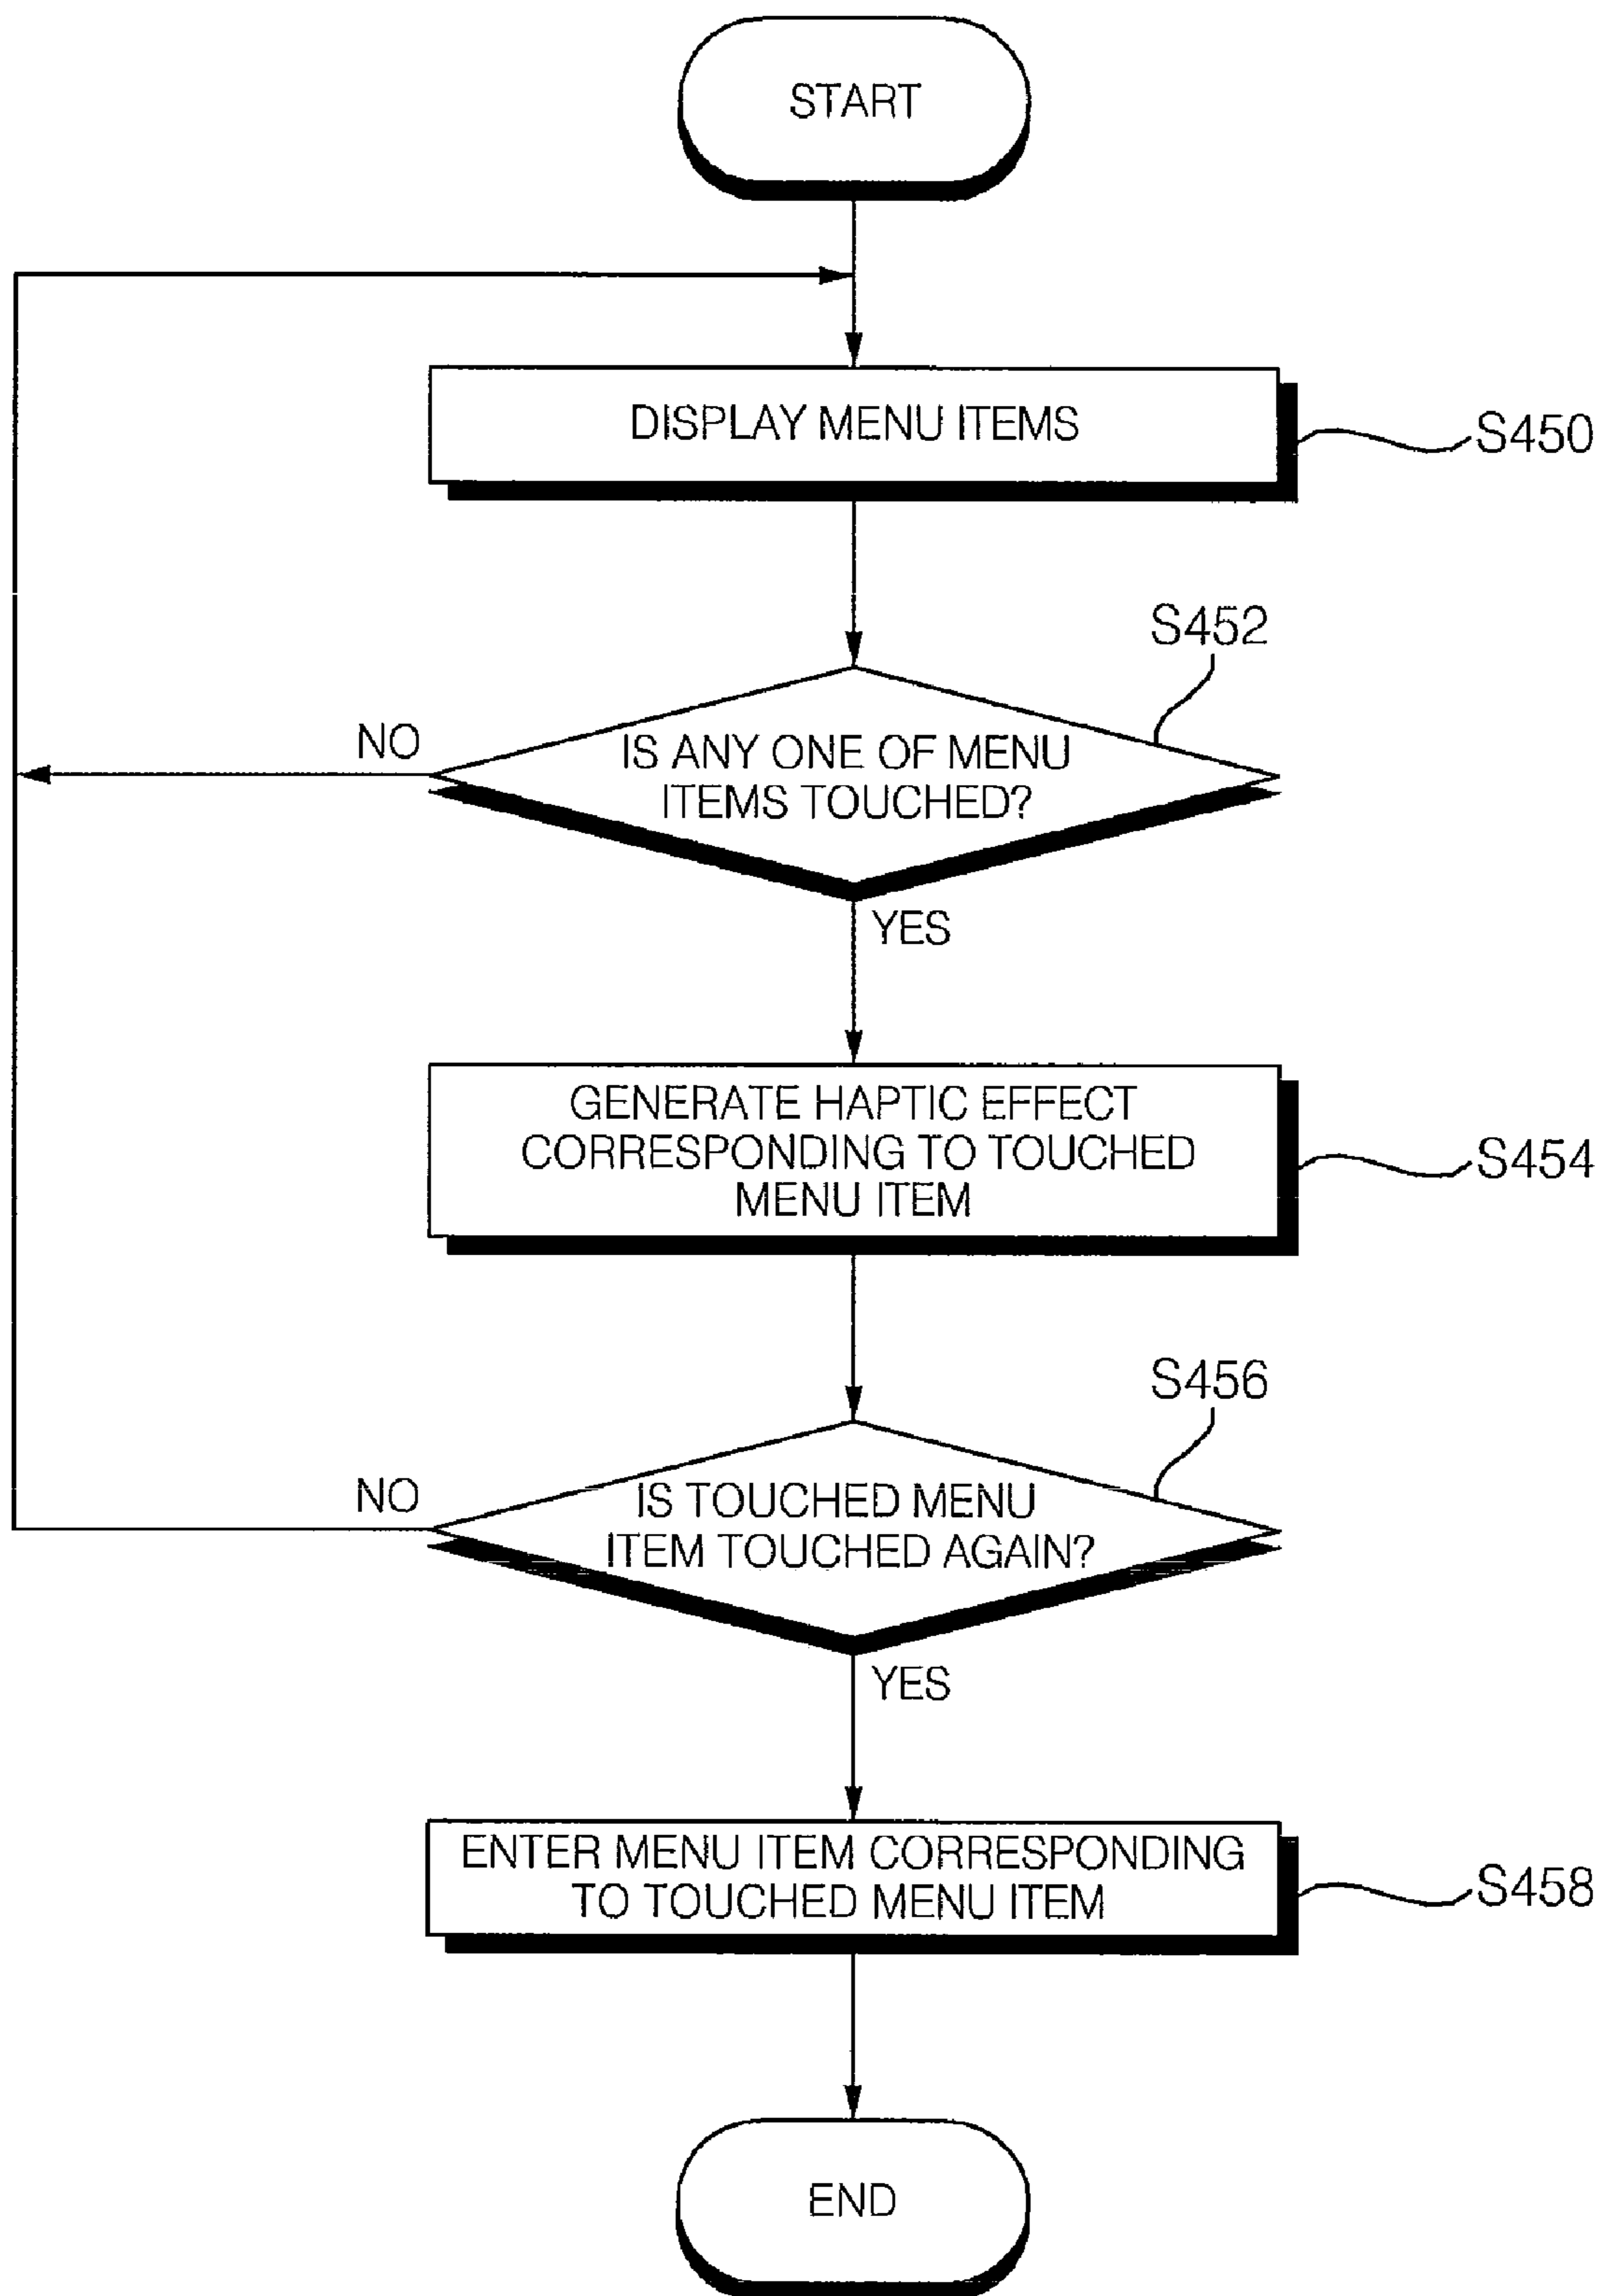 START
DISPLAY MENU ITEMS
S450
S452
NO
IS ANY ONE OF MENU
ITEMS TOUCHED?
YES
GENERATE HAPTIC EFFECT
CORRESPONDING TO TOUCHED
MENU ITEM
S454
S456
NO
IS TOUCHED MENU
ITEM TOUCHED AGAIN?
YES
ENTER MENU ITEM CORRESPONDING
TO TOUCHED MENU ITEM
S458
END